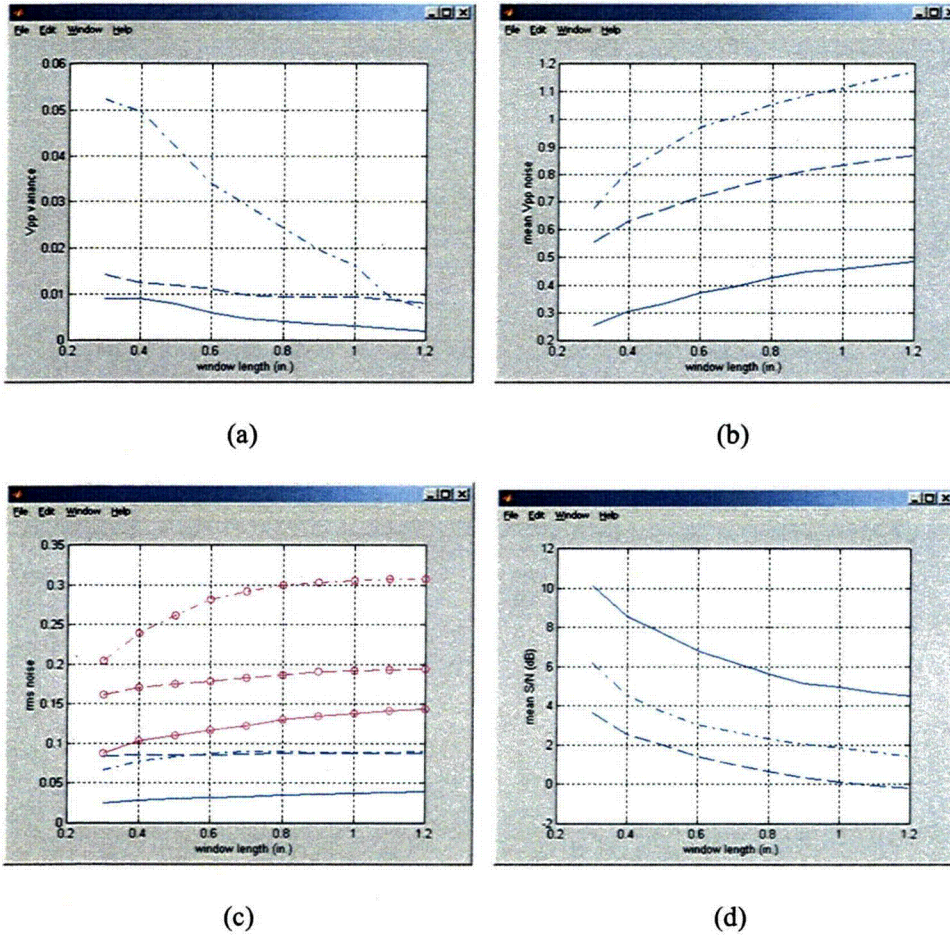 File Edit Window Help
0.06
0.05
0.04
0.03
0.02
0.01
0
0.2 0.4 0.6 0.8 1 1.2
Vpp variance
window length (in.)
(a)
File Edit Window Help
1.2
1.1
1
0.9
0.8
0.7
0.6
0.5
0.4
0.3
0.2
0.2 0.4 0.6 0.8 1 1.2
mean Vpp noise
window length (in.)
(b)
File Edit Window Help
0.35
0.3
0.25
0.2
0.15
0.1
0.05
0
0.2 0.4 0.6 0.8 1 1.2
rms noise
window length (in.)
(c)
File Edit Window Help
12
10
8
6
4
2
0
-2
0.2 0.4 0.6 0.8 1 1.2
mean S/N (dB)
window length (in.)
(d)